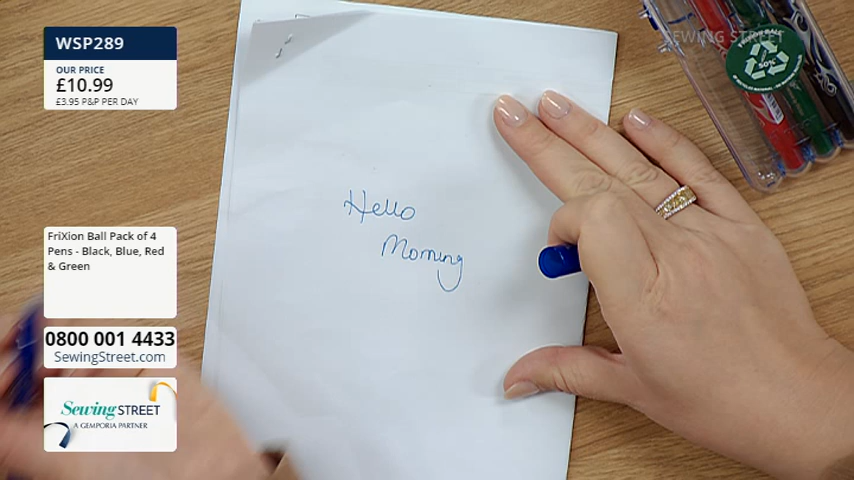 WSP289
OUR PRICE
£10.99
£3.95 P&P PER DAY
FriXion Ball Pack of 4
Pens - Black, Blue, Red
& Green
0800 001 4433
SewingStreet.com
Sewing STREET
A GEMPORIA PARTNER
SEWING STREET
50%
Hello
Morning